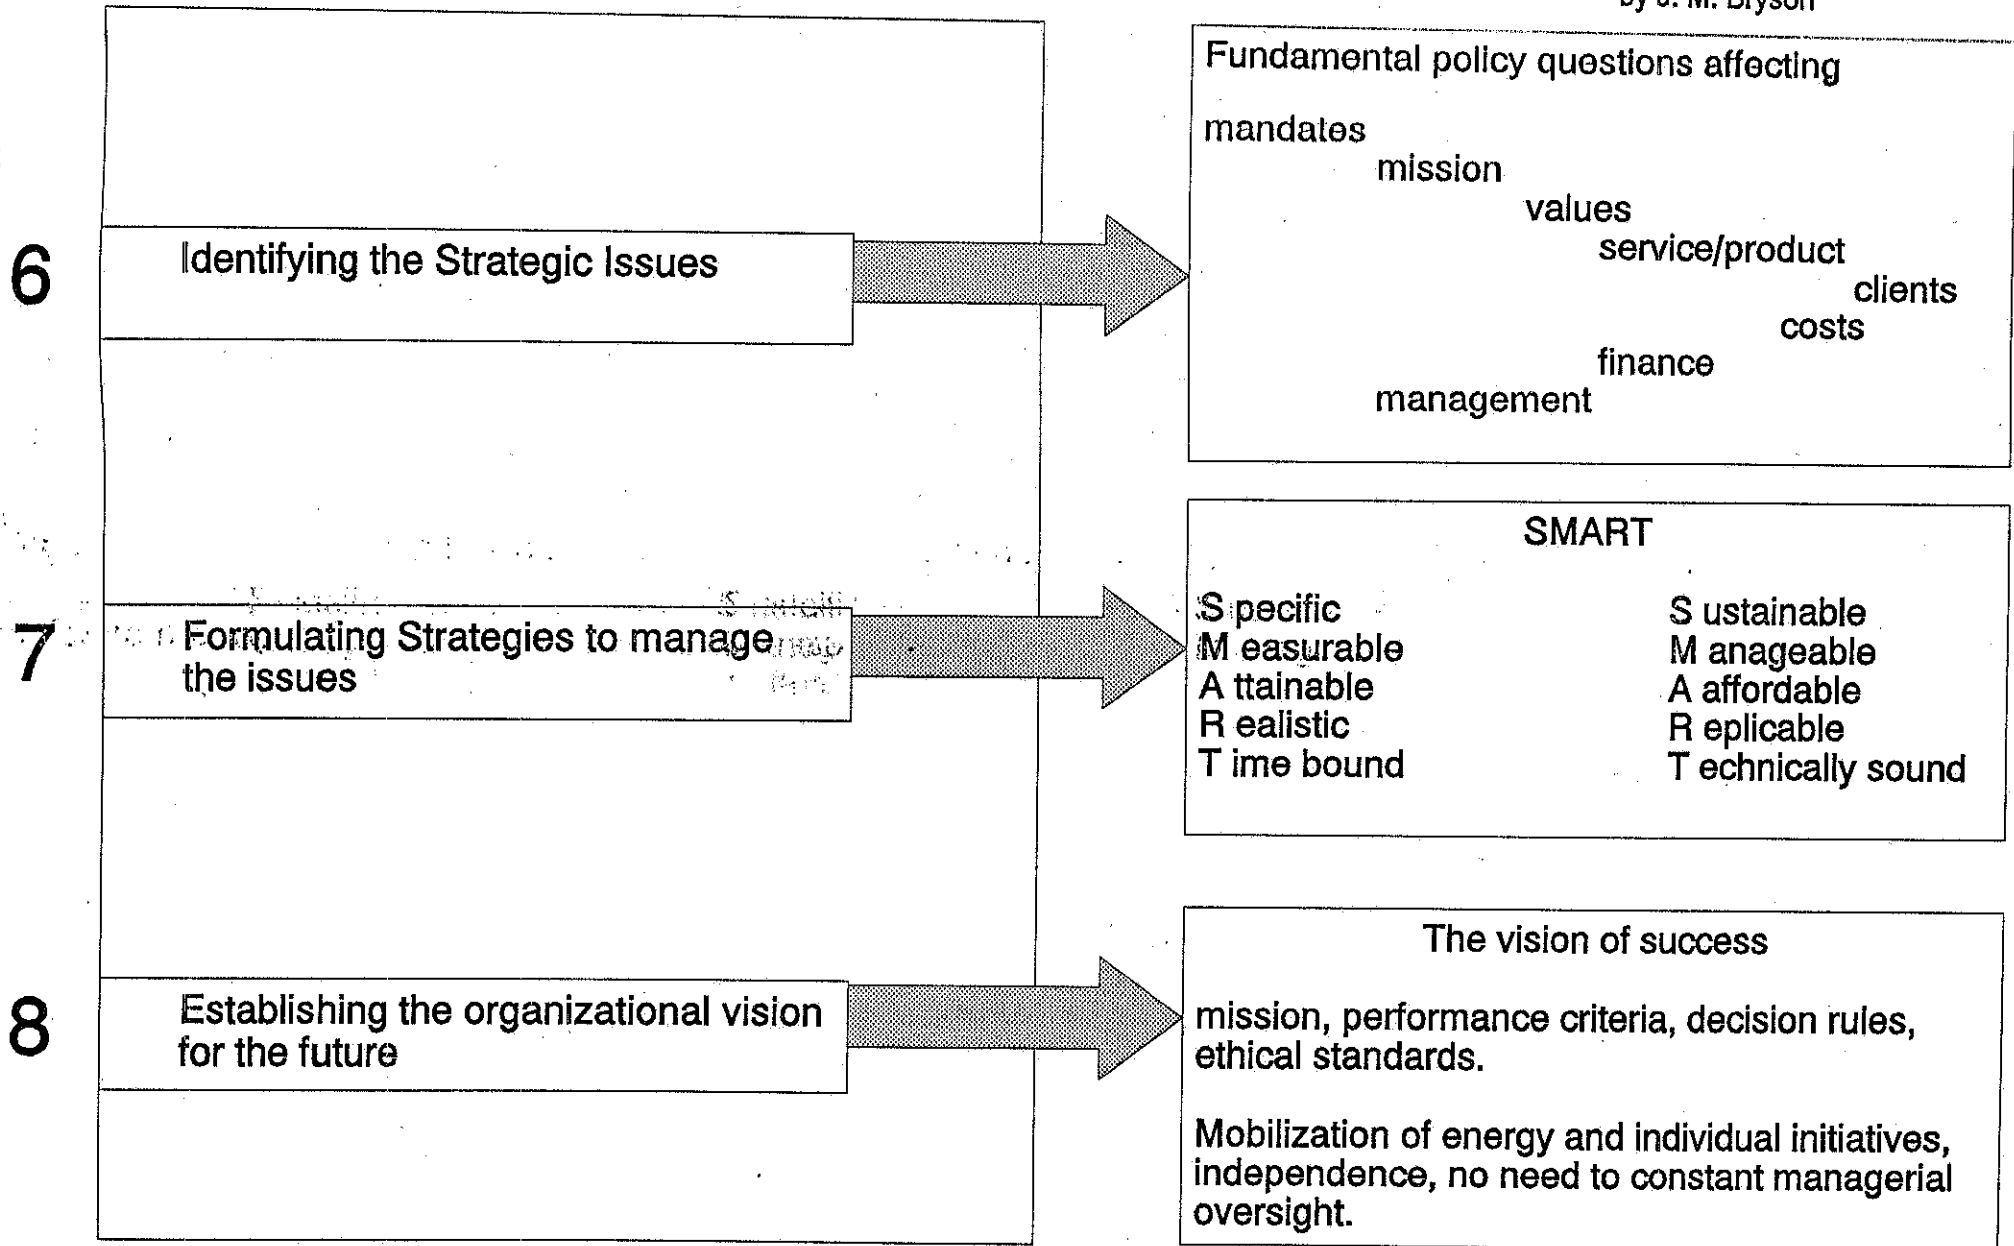 by J. M. Bryson
Fundamental policy questions affecting
mandates
mission
values
service/product
clients
costs
finance
management
6
Identifying the Strategic Issues
SMART
S pecific
M easurable
A ttainable
R ealistic
T ime bound
S ustainable
M anageable
A affordable
R eplicable
T echnically sound
7
Formulating Strategies to manage
the issues
The vision of success
mission, performance criteria, decision rules,
ethical standards.
Mobilization of energy and individual initiatives,
independence, no need to constant managerial
oversight.
8
Establishing the organizational vision
for the future